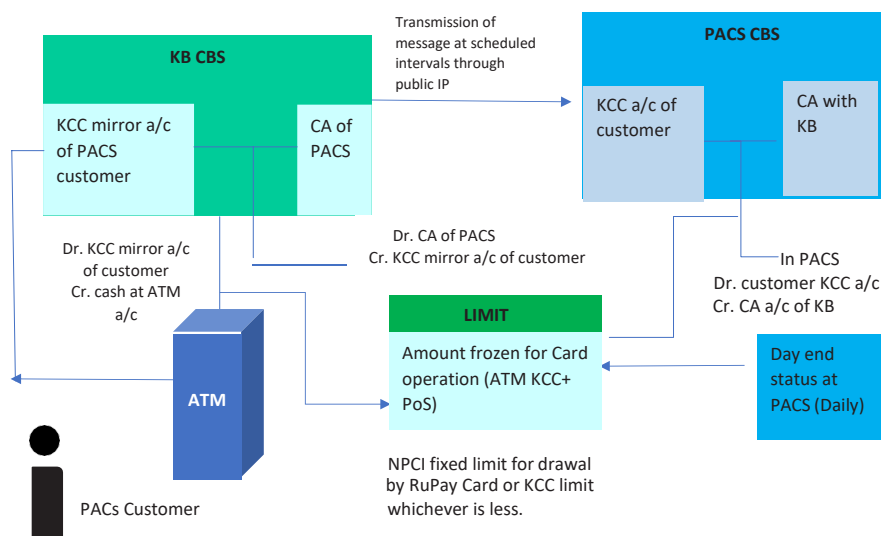 KB CBS
KCC mirror a/c
of PACS
customer
CA of
PACS
Transmission of
message at scheduled
intervals through
public IP
PACS CBS
KCC a/c of
customer
CA with
KB
Dr. KCC mirror a/c
of customer
Cr. cash at ATM
a/c
Dr. CA of PACS
Cr. KCC mirror a/c of customer
In PACS
Dr. customer KCC a/c
Cr. CA a/c of KB
LIMIT
Amount frozen for Card
operation (ATM KCC+
PoS)
Day end
status at
PACS (Daily)
ATM
NPCI fixed limit for drawal
by RuPay Card or KCC limit
whichever is less.
PACs Customer